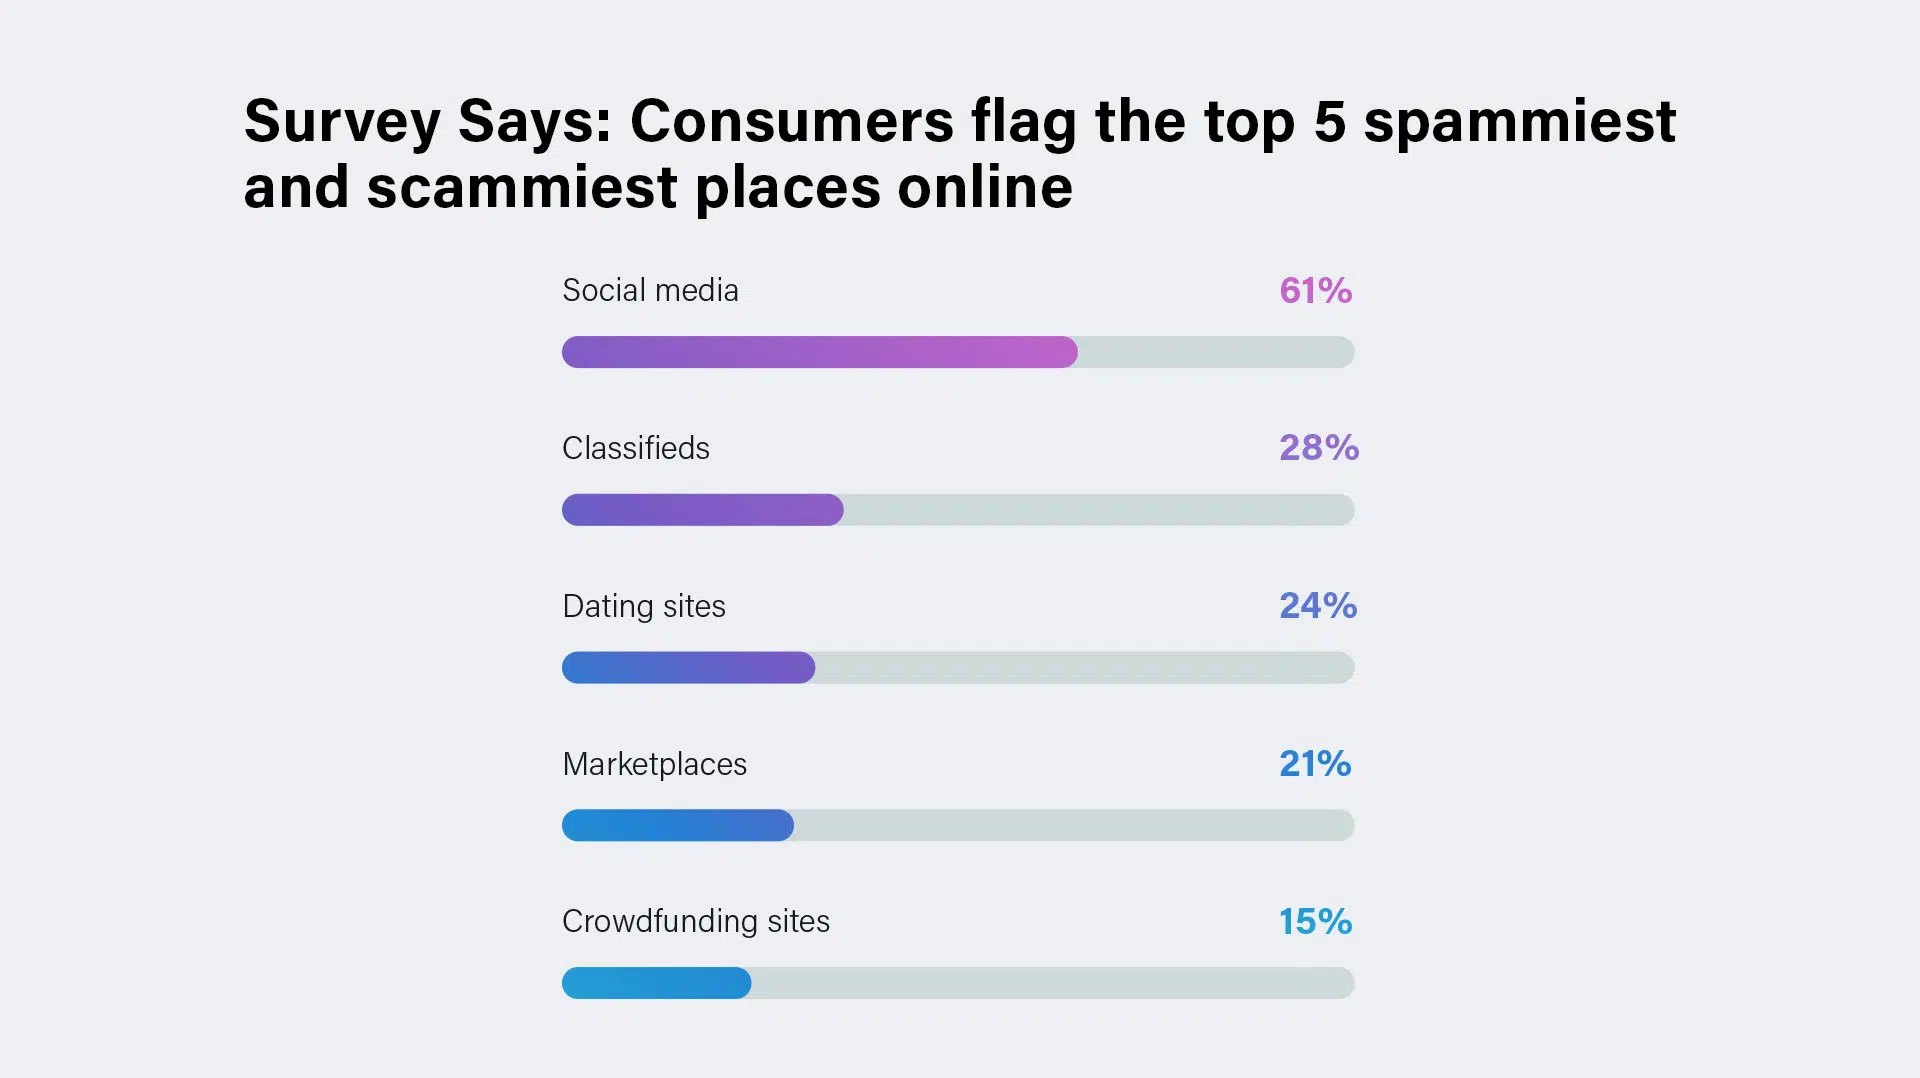 Survey Says: Consumers flag the top 5 spammiest
and scammiest places online
Social media 61%
Classifieds 28%
Dating sites 24%
Marketplaces 21%
Crowdfunding sites 15%